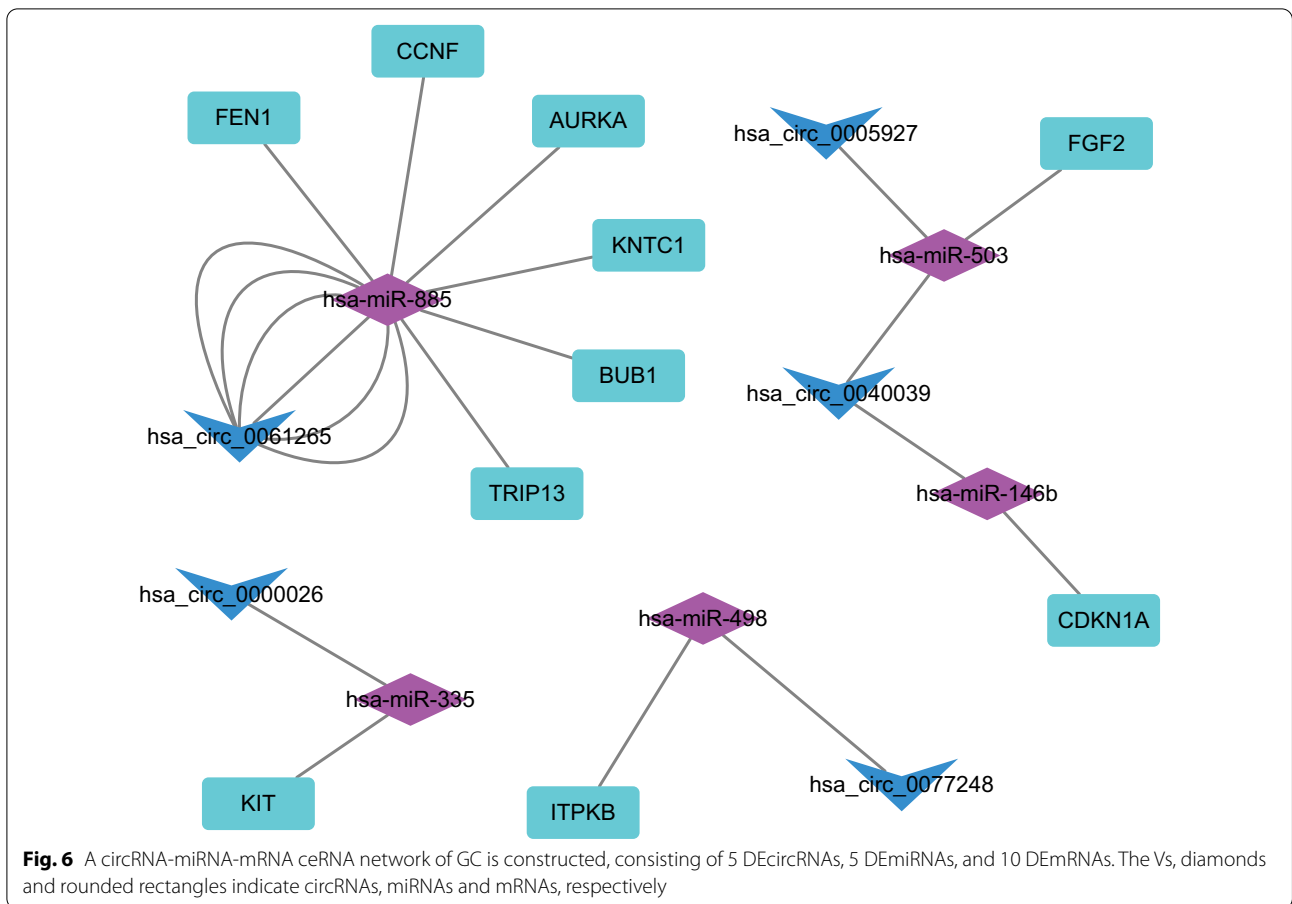 CCNF
FEN1
AURKA
hsa_circ_0005927
FGF2
KNTC1
hsa-miR-503
hsa-miR-885
BUB1
hsa_circ_0040039
hsa_circ_0061265
TRIP13
hsa-miR-146b
hsa_circ_0000026
hsa-miR-498
CDKN1A
hsa-miR-335
hsa_circ_0077248
KIT
ITPKB
Fig. 6 A circRNA-miRNA-mRNA ceRNA network of GC is constructed, consisting of 5 DEcircRNAs, 5 DEmiRNAs, and 10 DEmRNAs. The Vs, diamonds
and rounded rectangles indicate circRNAs, miRNAs and mRNAs, respectively